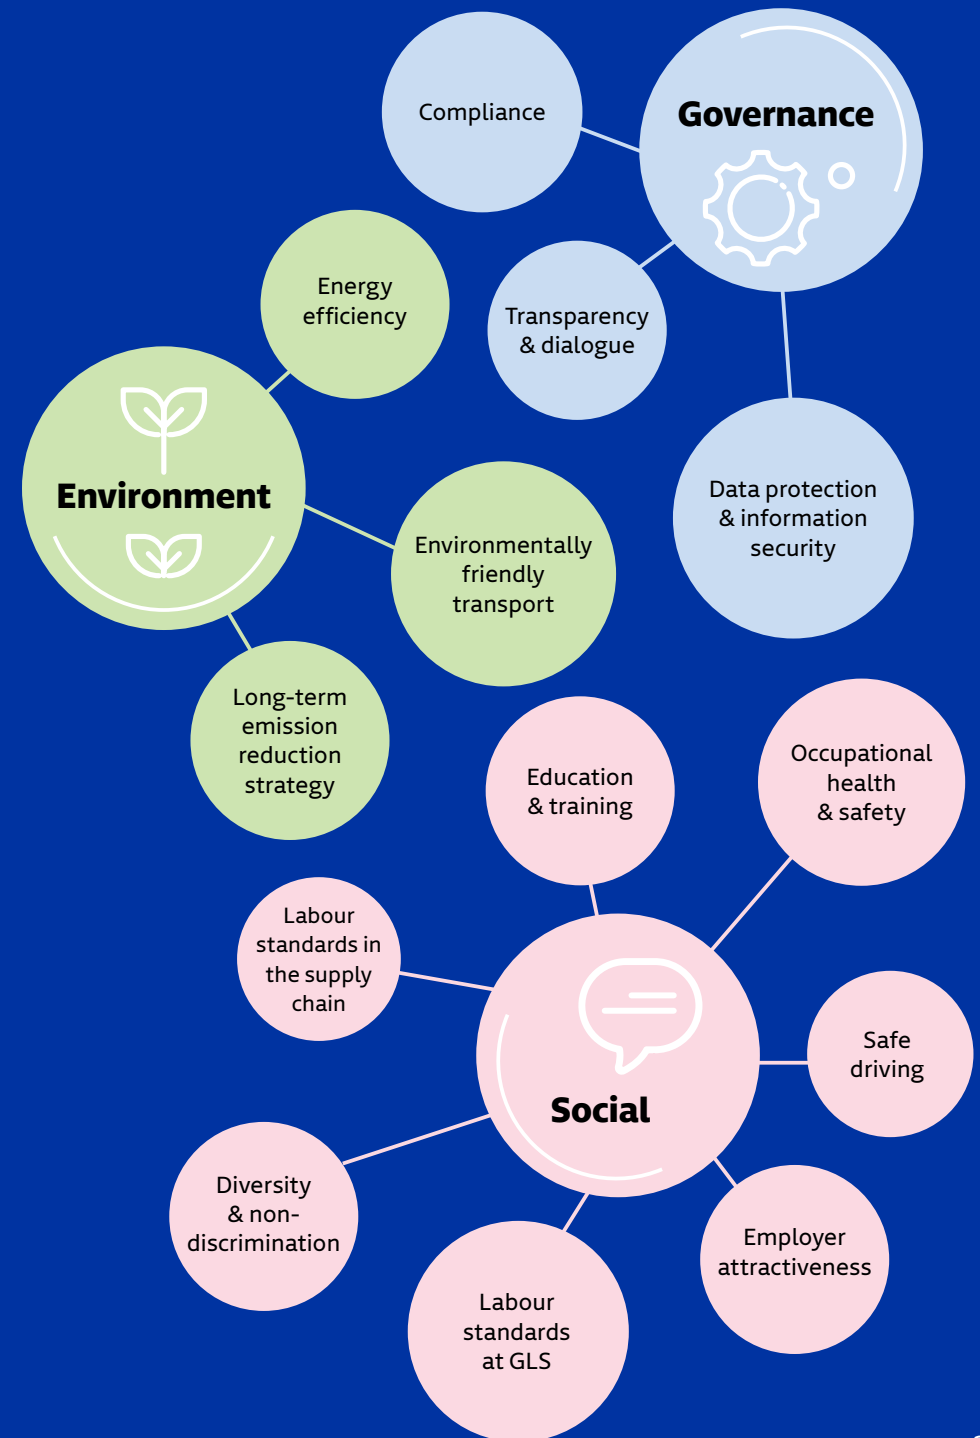 Compliance
Governance
Transparency
& dialogue
Data protection
& information
security
Energy
efficiency
Environment
Environmentally
friendly
transport
Long-term
emission
reduction
strategy
Education
& training
Occupational
health
& safety
Labour
standards in
the supply
chain
Social
Safe
driving
Diversity
& non-
discrimination
Employer
attractiveness
Labour
standards
at GLS